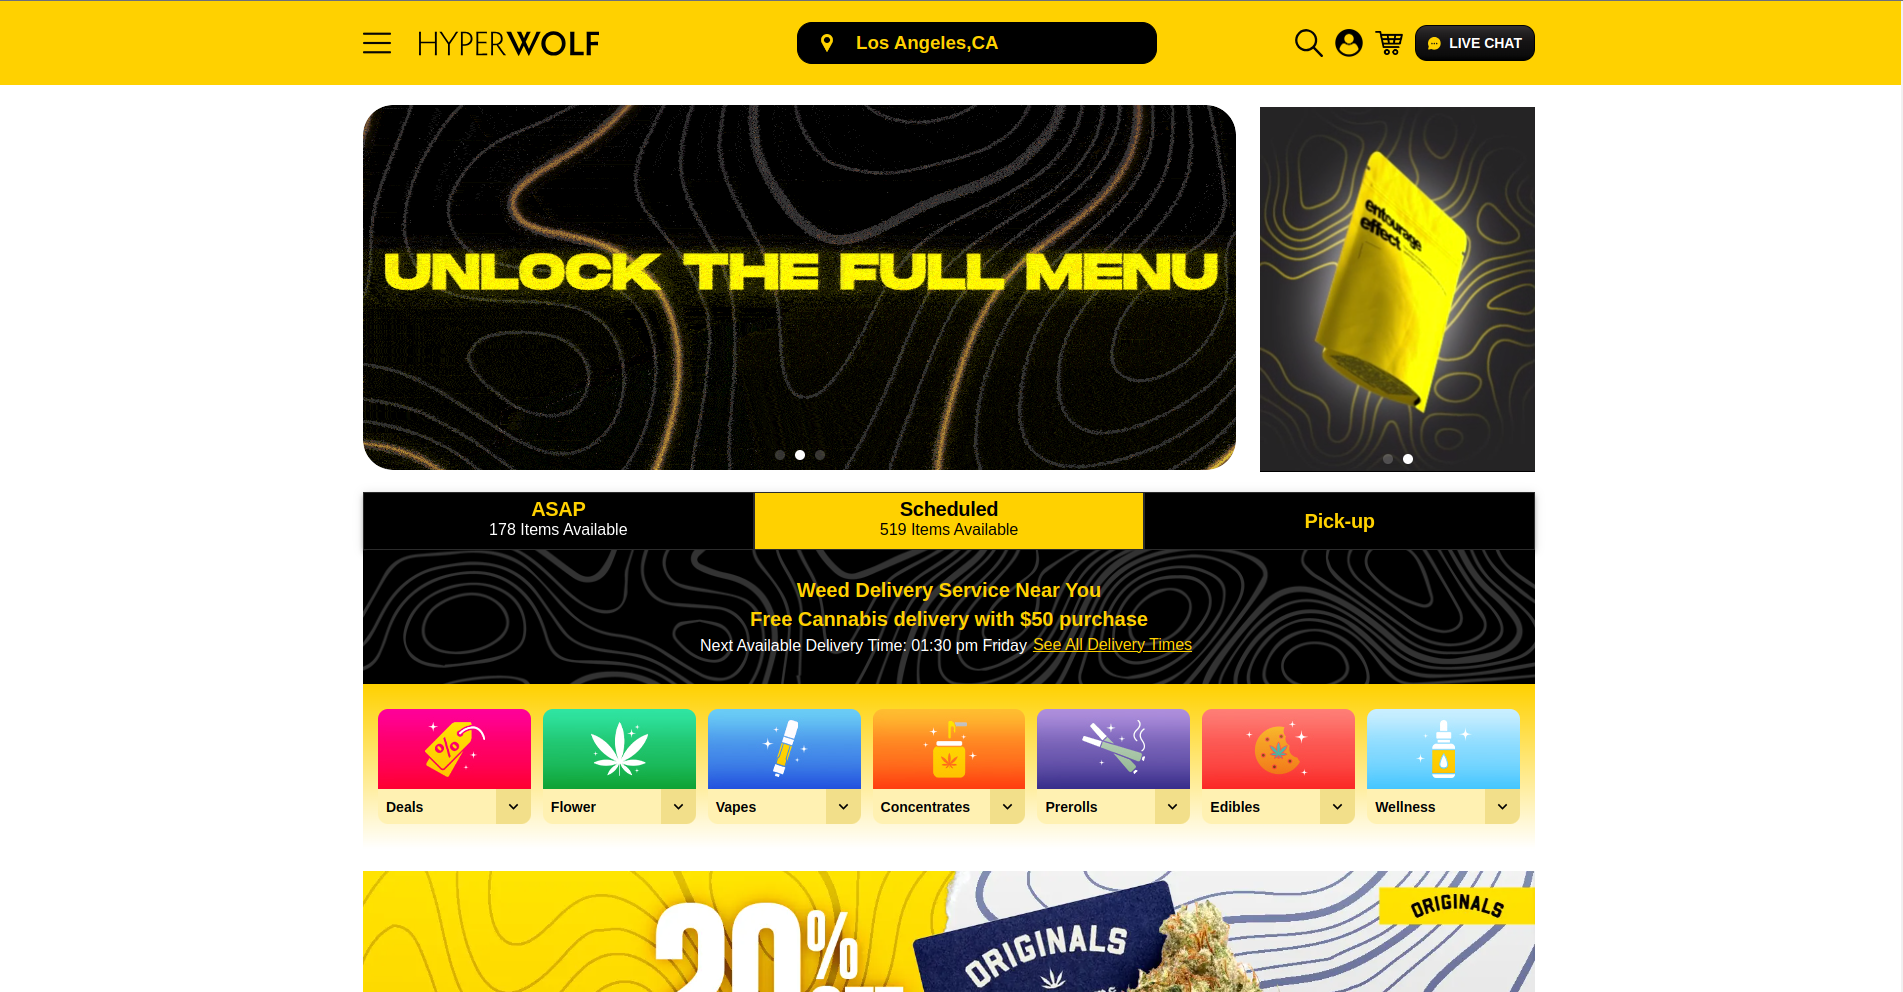 HYPERWOLF
Los Angeles,CA
LIVE CHAT
UNLOCK THE FULL MENU
entourage
effect
ASAP
178 Items Available
Scheduled
519 Items Available
Pick-up
Weed Delivery Service Near You
Free Cannabis delivery with $50 purchase
Next Available Delivery Time: 01:30 pm Friday See All Delivery Times
Deals
Flower
Vapes
Concentrates
Prerolls
Edibles
Wellness
ORIGINALS
ORIGINALS